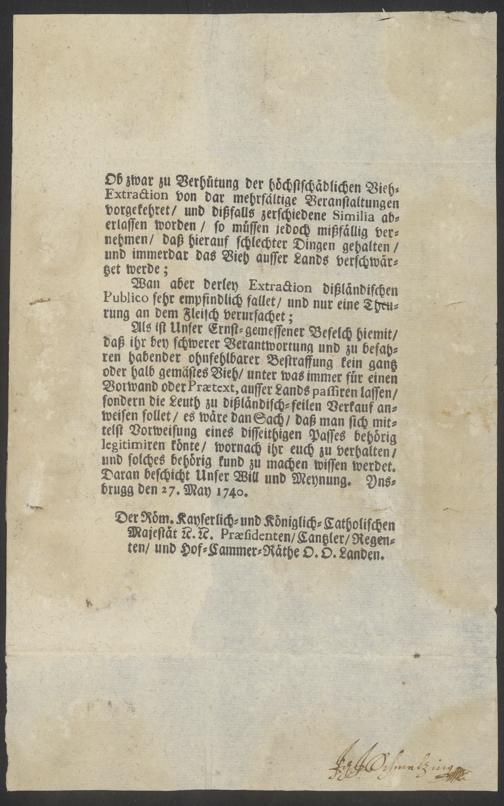 Ob zwar zu Verhütung der höchstschädlichen Vieh-
Extraction von dar mehrfältige Veranstaltungen
vorgekehret/ und dißfalls zerschiedene Similia ab-
erlassen worden/ so müssen jedoch mißfällig ver-
nehmen/ daß hierauf schlechter Dingen gehalten/
und immerdar das Vieh ausser Lands verschwär-
tzet werde;
Wan aber derley Extraction dißländischen
Publico sehr empfindlich fallet/ und nur eine Theu-
rung an dem Fleisch verursachet;
Als ist Unser Ernst-gemessener Befelch hiemit/
daß ihr bey schwerer Verantwortung und zu befah-
ren habender ohnfehlbarer Bestraffung kein gantz
oder halb gemästes Vieh/ unter was immer für einen
Vorwand oder Prætext, ausser Lands passiren lassen/
sondern die Leuth zu dißländisch-feilen Verkauf an-
weisen sollet/ es wäre dan Sach/ daß man sich mit-
telst Vorweisung eines disseithigen Passes behörig
legitimiren könte/ wornach ihr euch zu verhalten/
und solches behörig kund zu machen wissen werdet.
Daran beschicht Unser Will und Meynung. Yns-
brugg den 27. May 1740.
Der Röm. Kayserlich- und Königlich-Catholischen
Majestät ꝛc. ꝛc. Præsidenten/ Cantzler/ Regen-
ten/ und Hof-Cammer-Räthe O. O. Landen.